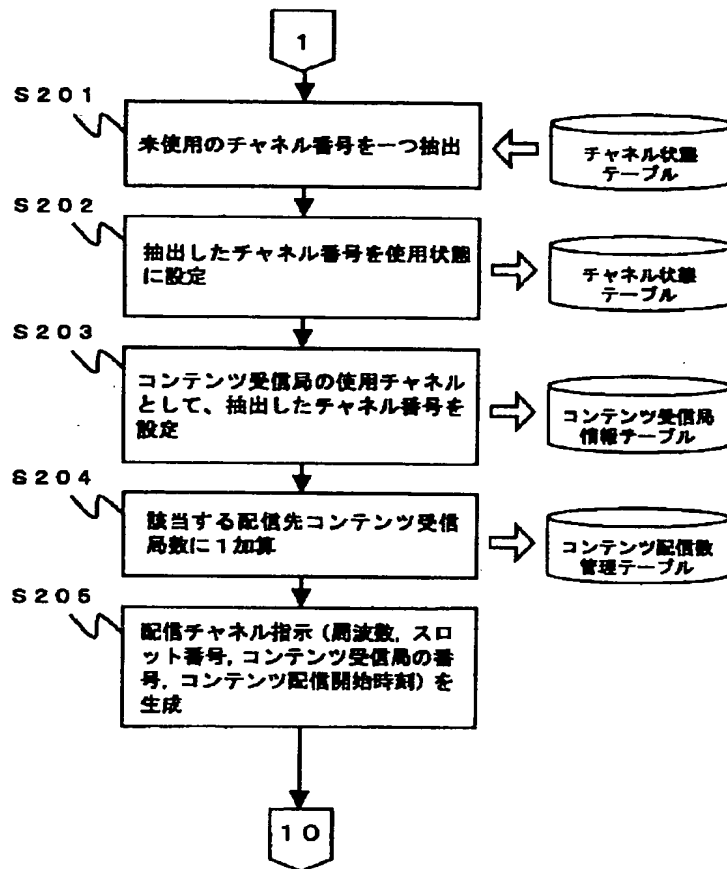 1
S201
未使用のチャネル番号を一つ抽出
チャネル状態
テーブル
S202
抽出したチャネル番号を使用状態
に設定
チャネル状態
テーブル
S203
コンテンツ受信局の使用チャネル
として、抽出したチャネル番号を
設定
コンテンツ受信局
情報テーブル
S204
該当する配信先コンテンツ受信
局数に1加算
コンテンツ配信数
管理テーブル
S205
配信チャネル指示(周波数,スロ
ット番号,コンテンツ受信局の番
号,コンテンツ配信開始時刻)を
生成
10